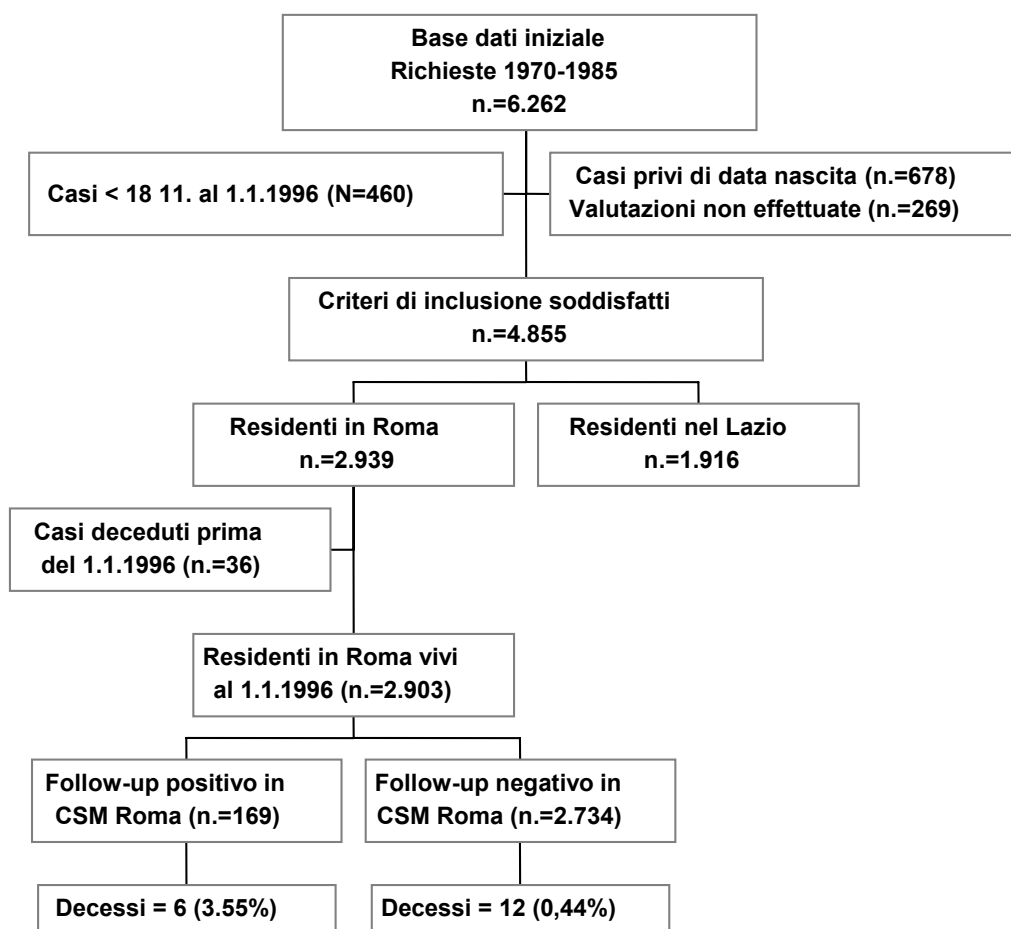 Base dati iniziale
Richieste 1970-1985
n.=6.262
Casi < 18 11. al 1.1.1996 (N=460)
Casi privi di data nascita (n.=678)
Valutazioni non effettuate (n.=269)
Criteri di inclusione soddisfatti
n.=4.855
Residenti in Roma
n.=2.939
Residenti nel Lazio
n.=1.916
Casi deceduti prima
del 1.1.1996 (n.=36)
Residenti in Roma vivi
al 1.1.1996 (n.=2.903)
Follow-up positivo in
CSM Roma (n.=169)
Follow-up negativo in
CSM Roma (n.=2.734)
Decessi = 6 (3.55%)
Decessi = 12 (0,44%)